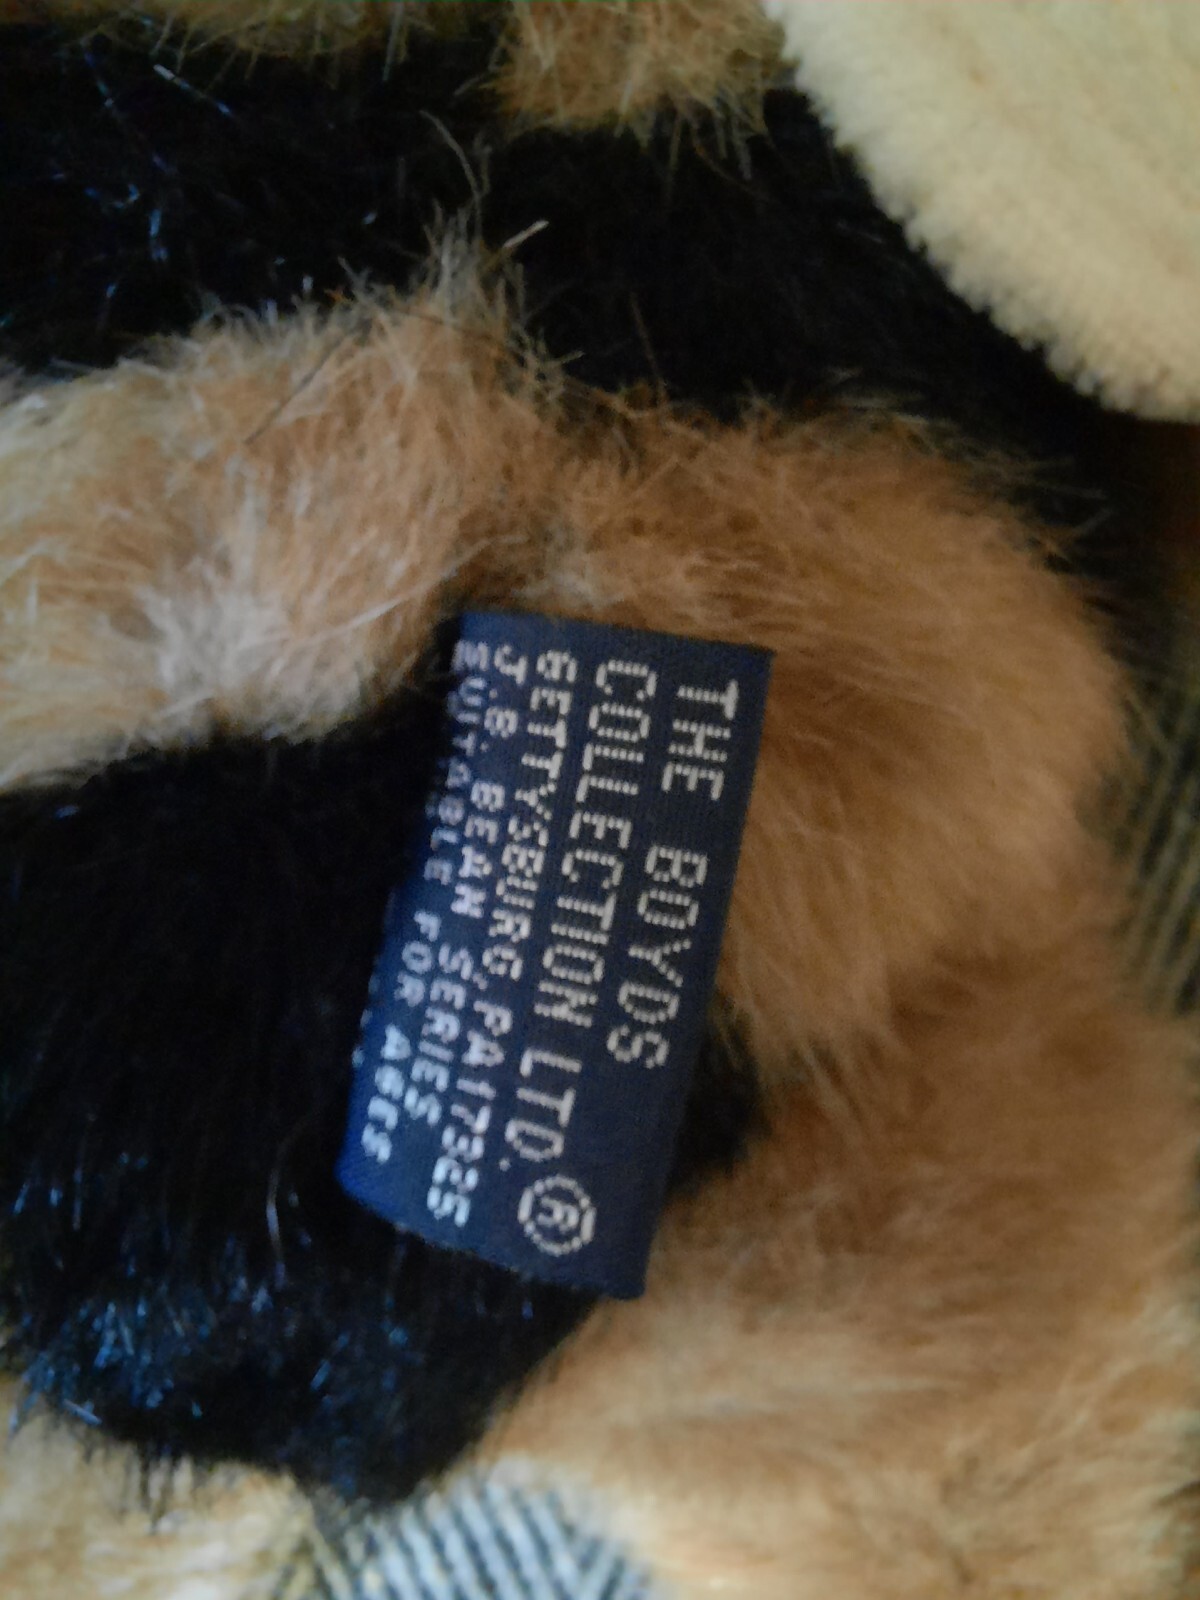 THE BOYDS
COLLECTION LTD. ®
GETTYSBURG, PA 17325
J.B. BEAN SERIES
SUITABLE FOR AGES